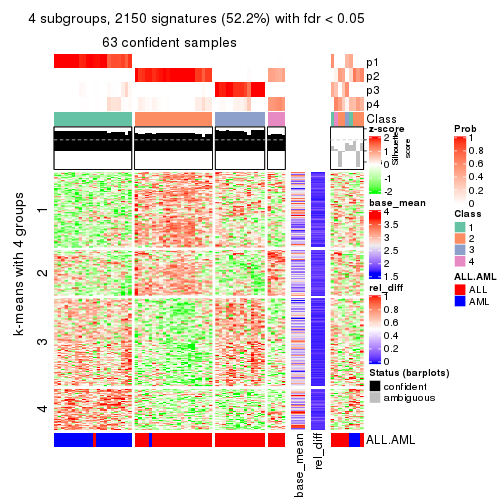 4 subgroups, 2150 signatures (52.2%) with fdr < 0.05
63 confident samples
p1
p2
p3
p4
Class
Silhouette
score
k-means with 4 groups
1
2
3
4
ALL.AML
base_mean
rel_diff
z-score
2
1
0
-1
-2
base_mean
4
3.5
3
2.5
2
1.5
rel_diff
1
0.8
0.6
0.4
0.2
0
Status (barplots)
confident
ambiguous
Prob
1
0.8
0.6
0.4
0.2
0
Class
1
2
3
4
ALL.AML
ALL
AML